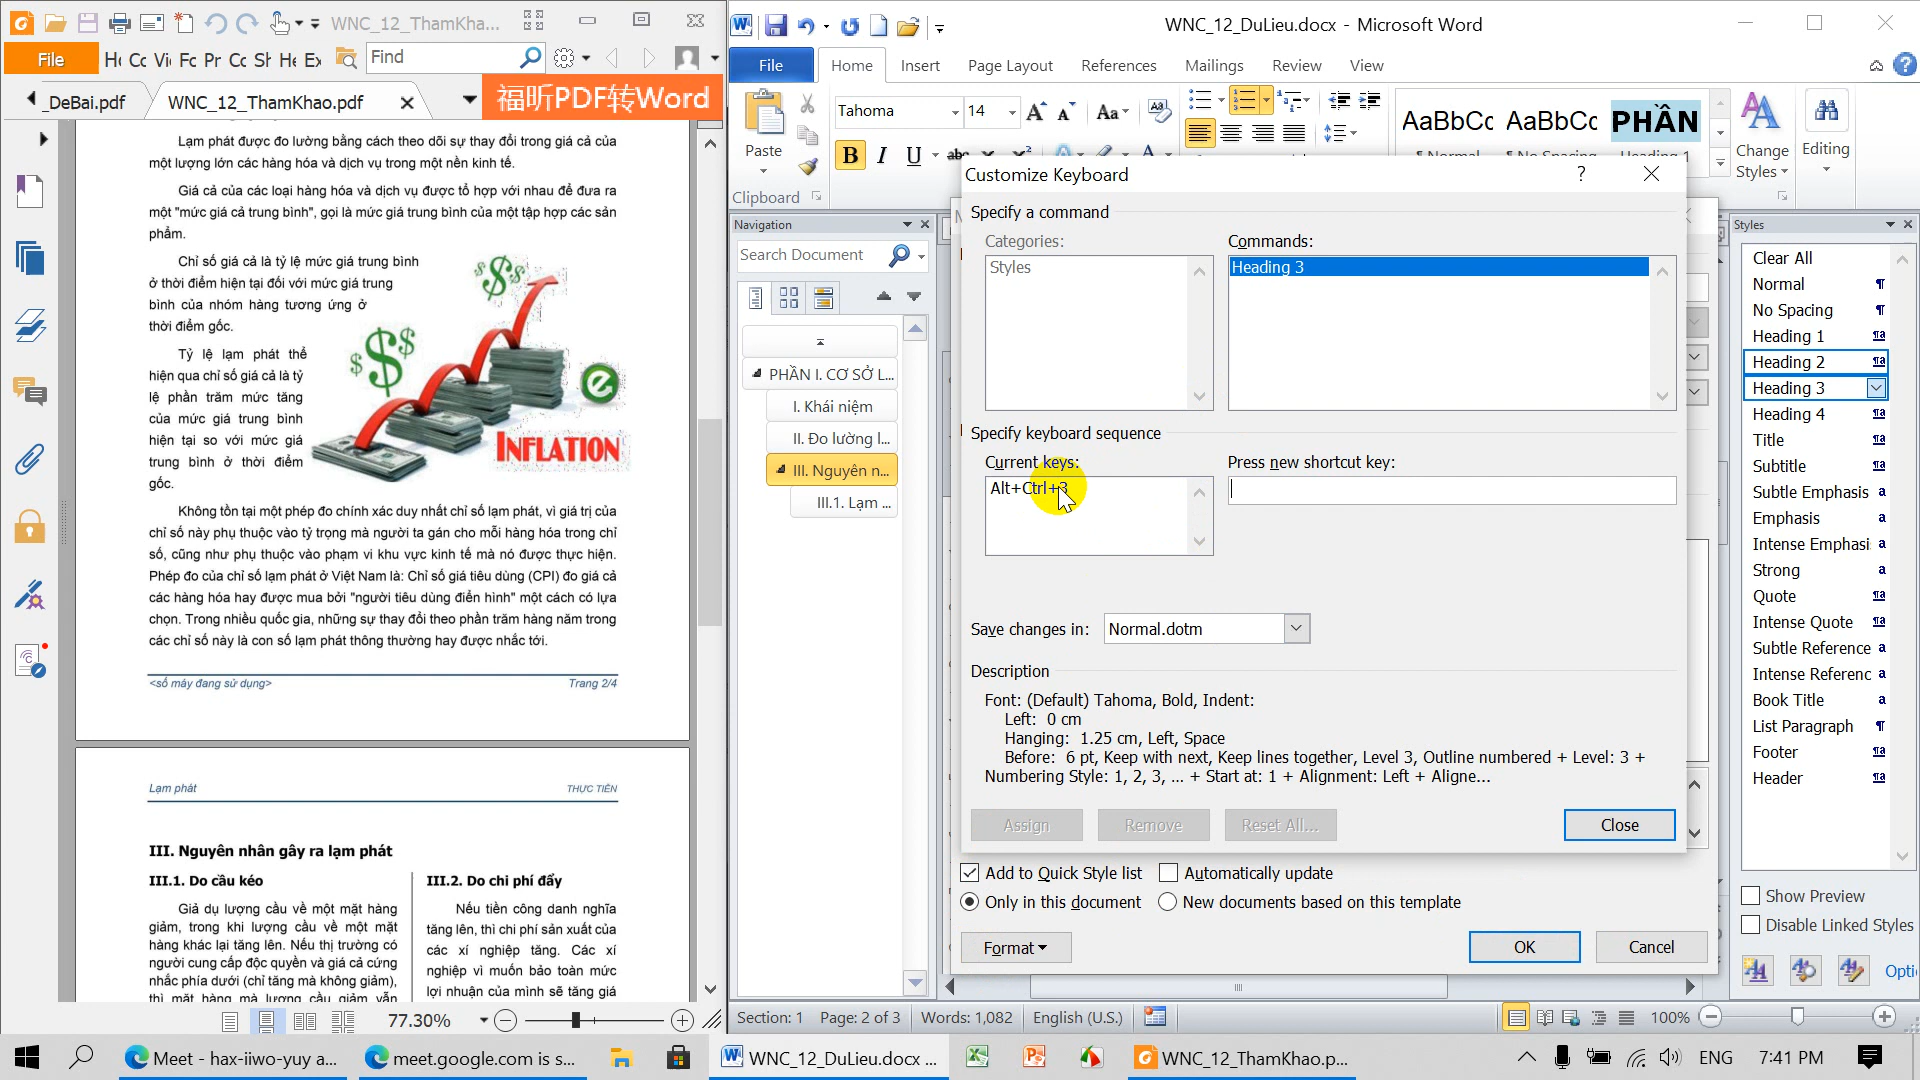 WNC_12_ThamKha...
File
Find
_DeBai.pdf
WNC_12_ThamKhao.pdf
福昕PDF转Word
Lạm phát được đo lường bằng cách theo dõi sự thay đổi trong giá cả của
một lượng lớn các hàng hóa và dịch vụ trong một nền kinh tế.
Giá cả của các loại hàng hóa và dịch vụ được tổ hợp với nhau để đưa ra
một "mức giá cả trung bình", gọi là mức giá trung bình của một tập hợp các sản
phẩm.
Chỉ số giá cả là tỷ lệ mức giá trung bình
ở thời điểm hiện tại đối với mức giá trung
bình của nhóm hàng tương ứng ở
thời điểm gốc.
Tỷ lệ lạm phát thể
hiện qua chỉ số giá cả là tỷ
lệ phần trăm mức tăng
của mức giá trung bình
hiện tại so với mức giá
trung bình ở thời điểm
gốc.
INFLATION
Không tồn tại một phép đo chính xác duy nhất chỉ số lạm phát, vì giá trị của
chỉ số này phụ thuộc vào tỷ trọng mà người ta gán cho mỗi hàng hóa trong chỉ
số, cũng như phụ thuộc vào phạm vi khu vực kinh tế mà nó được thực hiện.
Phép đo của chỉ số lạm phát ở Việt Nam là: Chỉ số giá tiêu dùng (CPI) đo giá cả
các hàng hóa hay được mua bởi "người tiêu dùng điển hình" một cách có lựa
chọn. Trong nhiều quốc gia, những sự thay đổi theo phần trăm hàng năm trong
các chỉ số này là con số lạm phát thông thường hay được nhắc tới.
<số máy đang sử dụng>
Trang 2/4
Lạm phát
THỰC TIỄN
III. Nguyên nhân gây ra lạm phát
III.1. Do cầu kéo
Giả dụ lượng cầu về một mặt hàng
giảm, trong khi lượng cầu về một mặt
hàng khác lại tăng lên. Nếu thị trường có
người cung cấp độc quyền và giá cả cứng
nhắc phía dưới (chỉ tăng mà không giảm),
thì mặt hàng mà lượng cầu giảm vẫn
III.2. Do chi phí đẩy
Nếu tiền công danh nghĩa
tăng lên, thì chi phí sản xuất của
các xí nghiệp tăng. Các xí
nghiệp vì muốn bảo toàn mức
lợi nhuận của mình sẽ tăng giá
77.30%
WNC_12_DuLieu.docx - Microsoft Word
File
Home
Insert
Page Layout
References
Mailings
Review
View
Paste
Clipboard
Tahoma
14
Aa
B I U abc
AaBbCc
AaBbCc
PHẦN
Change
Styles
Editing
Navigation
Search Document
PHẦN I. CƠ SỞ L...
I. Khái niệm
II. Đo lường l...
III. Nguyên n...
III.1. Lạm ...
Customize Keyboard
Specify a command
Categories:
Styles
Commands:
Heading 3
Specify keyboard sequence
Current keys:
Alt+Ctrl+3
Press new shortcut key:
Save changes in:
Normal.dotm
Description
Font: (Default) Tahoma, Bold, Indent:
Left: 0 cm
Hanging: 1.25 cm, Left, Space
Before: 6 pt, Keep with next, Keep lines together, Level 3, Outline numbered + Level: 3 +
Numbering Style: 1, 2, 3, ... + Start at: 1 + Alignment: Left + Aligne...
Assign
Remove
Reset All...
Close
Add to Quick Style list
Automatically update
Only in this document
New documents based on this template
Format
OK
Cancel
Styles
Clear All
Normal
No Spacing
Heading 1
Heading 2
Heading 3
Heading 4
Title
Subtitle
Subtle Emphasis
Emphasis
Intense Emphasi
Strong
Quote
Intense Quote
Subtle Reference
Intense Referenc
Book Title
List Paragraph
Footer
Header
Show Preview
Disable Linked Styles
Opti
Section: 1
Page: 2 of 3
Words: 1,082
English (U.S.)
100%
Meet - hax-iiwo-yuy a...
meet.google.com is s...
WNC_12_DuLieu.docx ...
WNC_12_ThamKhao.p...
ENG
7:41 PM